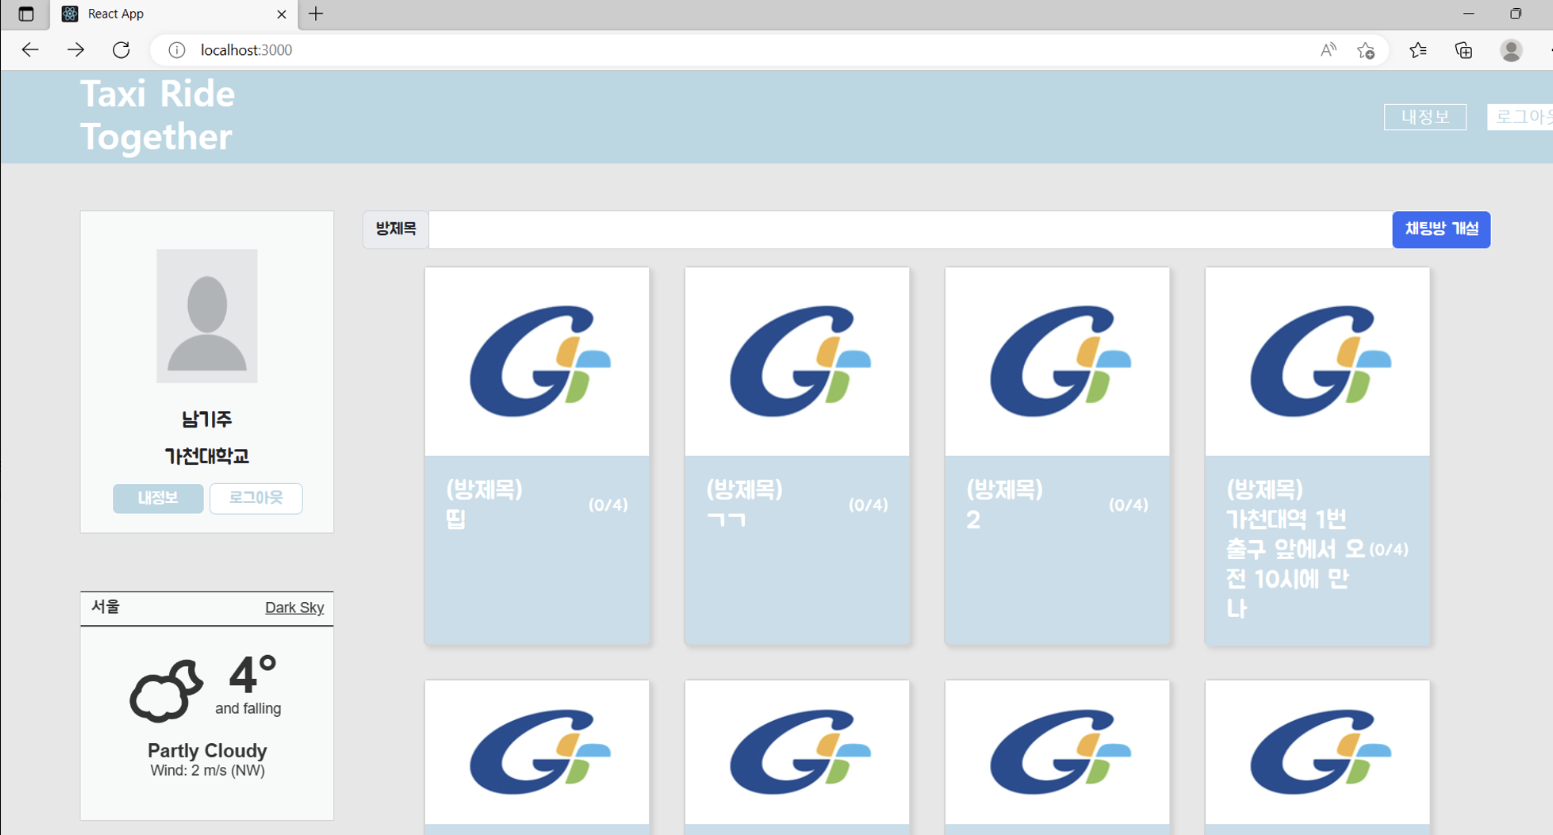 React App
localhost:3000
Taxi Ride
Together
내정보
로그아웃
방제목
채팅방 개설
남기주
가천대학교
내정보
로그아웃
(방제목)
띱
(0/4)
(방제목)
ㄱㄱ
(0/4)
(방제목)
2
(0/4)
(방제목)
가천대역 1번
출구 앞에서 오
(0/4)
전 10시에 만
나
서울
Dark Sky
4°
and falling
Partly Cloudy
Wind: 2 m/s (NW)